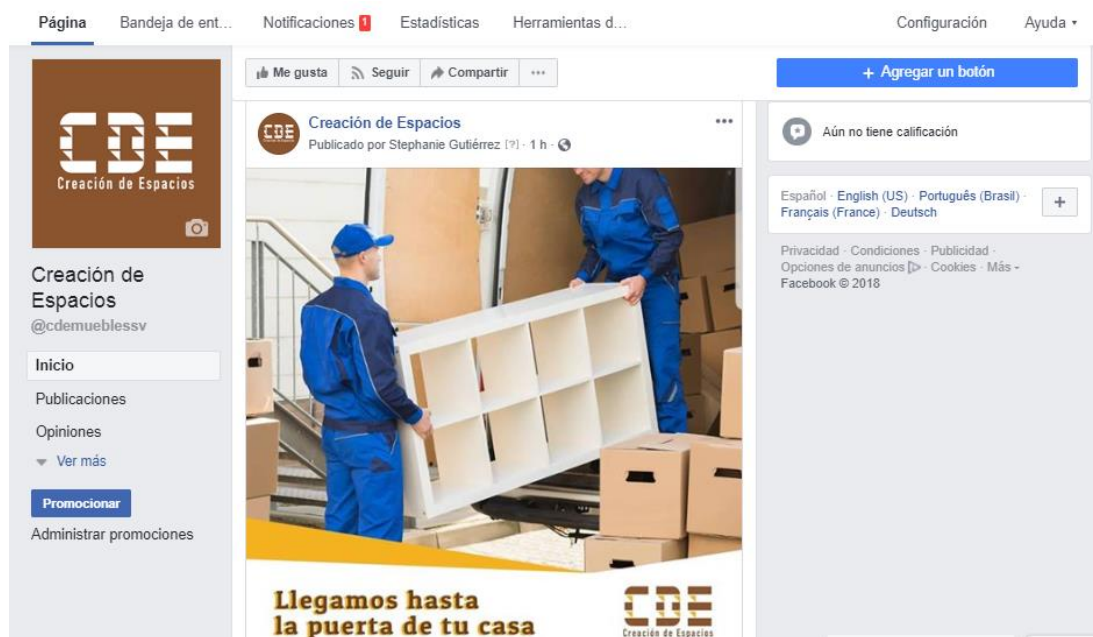 Página Bandeja de ent... Notificaciones 1 Estadísticas Herramientas d... Configuración Ayuda
Me gusta Seguir Compartir ...
+ Agregar un botón
CDE
Creación de Espacios
Creación de
Espacios
@cdemueblessv
Inicio
Publicaciones
Opiniones
Ver más
Promocionar
Administrar promociones
CDE
Creación de Espacios
Publicado por Stephanie Gutiérrez [?] · 1 h ·
Llegamos hasta
la puerta de tu casa
CDE
Creación de Espacios
Aún no tiene calificación
Español · English (US) · Português (Brasil) ·
Français (France) · Deutsch
+
Privacidad · Condiciones · Publicidad ·
Opciones de anuncios · Cookies · Más
Facebook © 2018